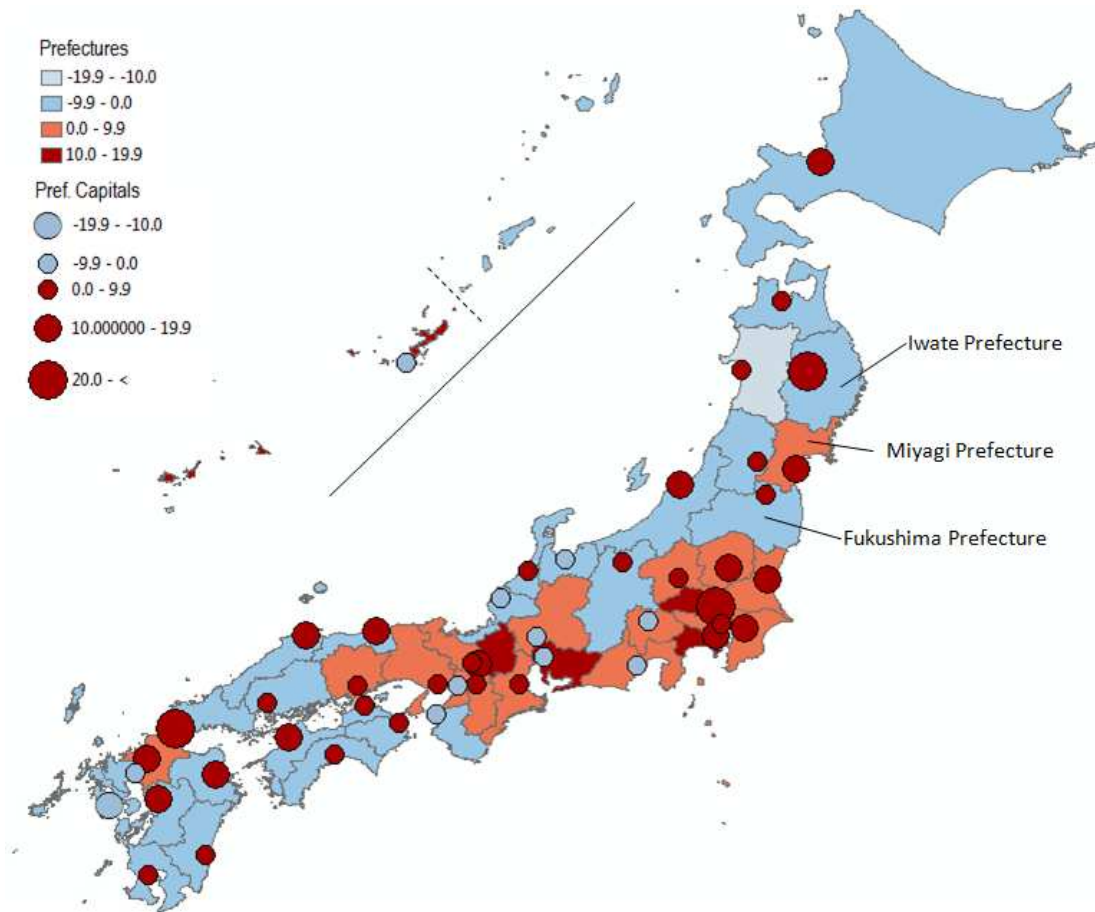 Prefectures
-19.9 - -10.0
-9.9 - 0.0
0.0 - 9.9
10.0 - 19.9
Pref. Capitals
-19.9 - -10.0
-9.9 - 0.0
0.0 - 9.9
10.000000 - 19.9
20.0 - <
Iwate Prefecture
Miyagi Prefecture
Fukushima Prefecture